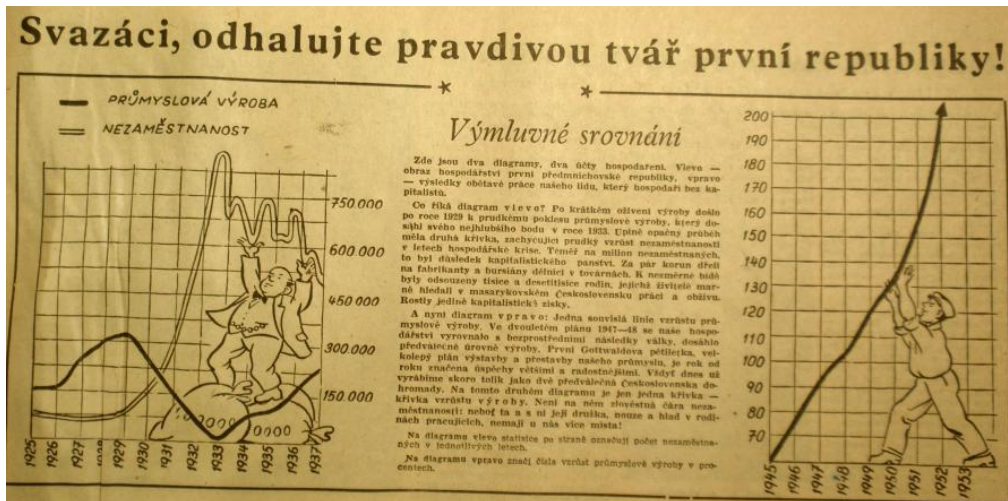 Svazáci, odhalujte pravdivou tvář první republiky!
PRŮMYSLOVÁ VÝROBA
NEZAMĚSTNANOST
750.000
600.000
450.000
300.000
150.000
1925
1926
1927
1928
1929
1930
1931
1932
1933
1934
1935
1936
1937
Výmluvné srovnání
Zde jsou dva diagramy, dva účty hospodaření. Vlevo —
obraz hospodářství první předmnichovské republiky, vpravo
— výsledky obětavé práce našeho lidu, který hospodaří bez ka-
pitalistů.
Co říká diagram vlevo? Po krátkém oživení výroby došlo
po roce 1929 k prudkému poklesu průmyslové výroby, který do-
sáhl svého nejhlubšího bodu v roce 1933. Úplně opačný průběh
měla druhá křivka, zachycující prudký vzrůst nezaměstnanosti
v letech hospodářské krise. Téměř na milion nezaměstnaných,
to byl důsledek kapitalistického panství. Za pár korun dřeli
na fabrikanty a bursiány dělníci v továrnách. K nezměrné bídě
byly odsouzeny tisíce a desetitisíce rodin, jejichž živitelé mar-
ně hledali v masarykovském Československu práci a obživu.
Rostly jedině kapitalistické zisky.
A nyní diagram vpravo: Jedna souvislá linie vzrůstu prů-
myslové výroby. Ve dvouletém plánu 1947—48 se naše hospo-
dářství vyrovnalo s bezprostředními následky války, dosáhlo
předválečné úrovně výroby. První Gottwaldova pětiletka, vel-
kolepý plán výstavby a přestavby našeho průmyslu, je rok od
roku značena úspěchy většími a radostnějšími. Vždyť dnes už
vyrábíme skoro tolik jako dvě předválečná Československa do-
hromady. Na tomto druhém diagramu je jen jedna křivka —
křivka vzrůstu výroby. Není na něm zlověstná čára neza-
městnanosti: neboť ta a s ní její družka, nouze a hlad v rodi-
nách pracujících, nemají u nás více místa!
Na diagramu vlevo statisíce po straně označují počet nezaměstna-
ných v jednotlivých letech.
Na diagramu vpravo značí čísla vzrůst průmyslové výroby v pro-
centech.
200
190
180
170
160
150
140
130
120
110
100
90
80
70
1945
1946
1947
1948
1949
1950
1951
1952
1953